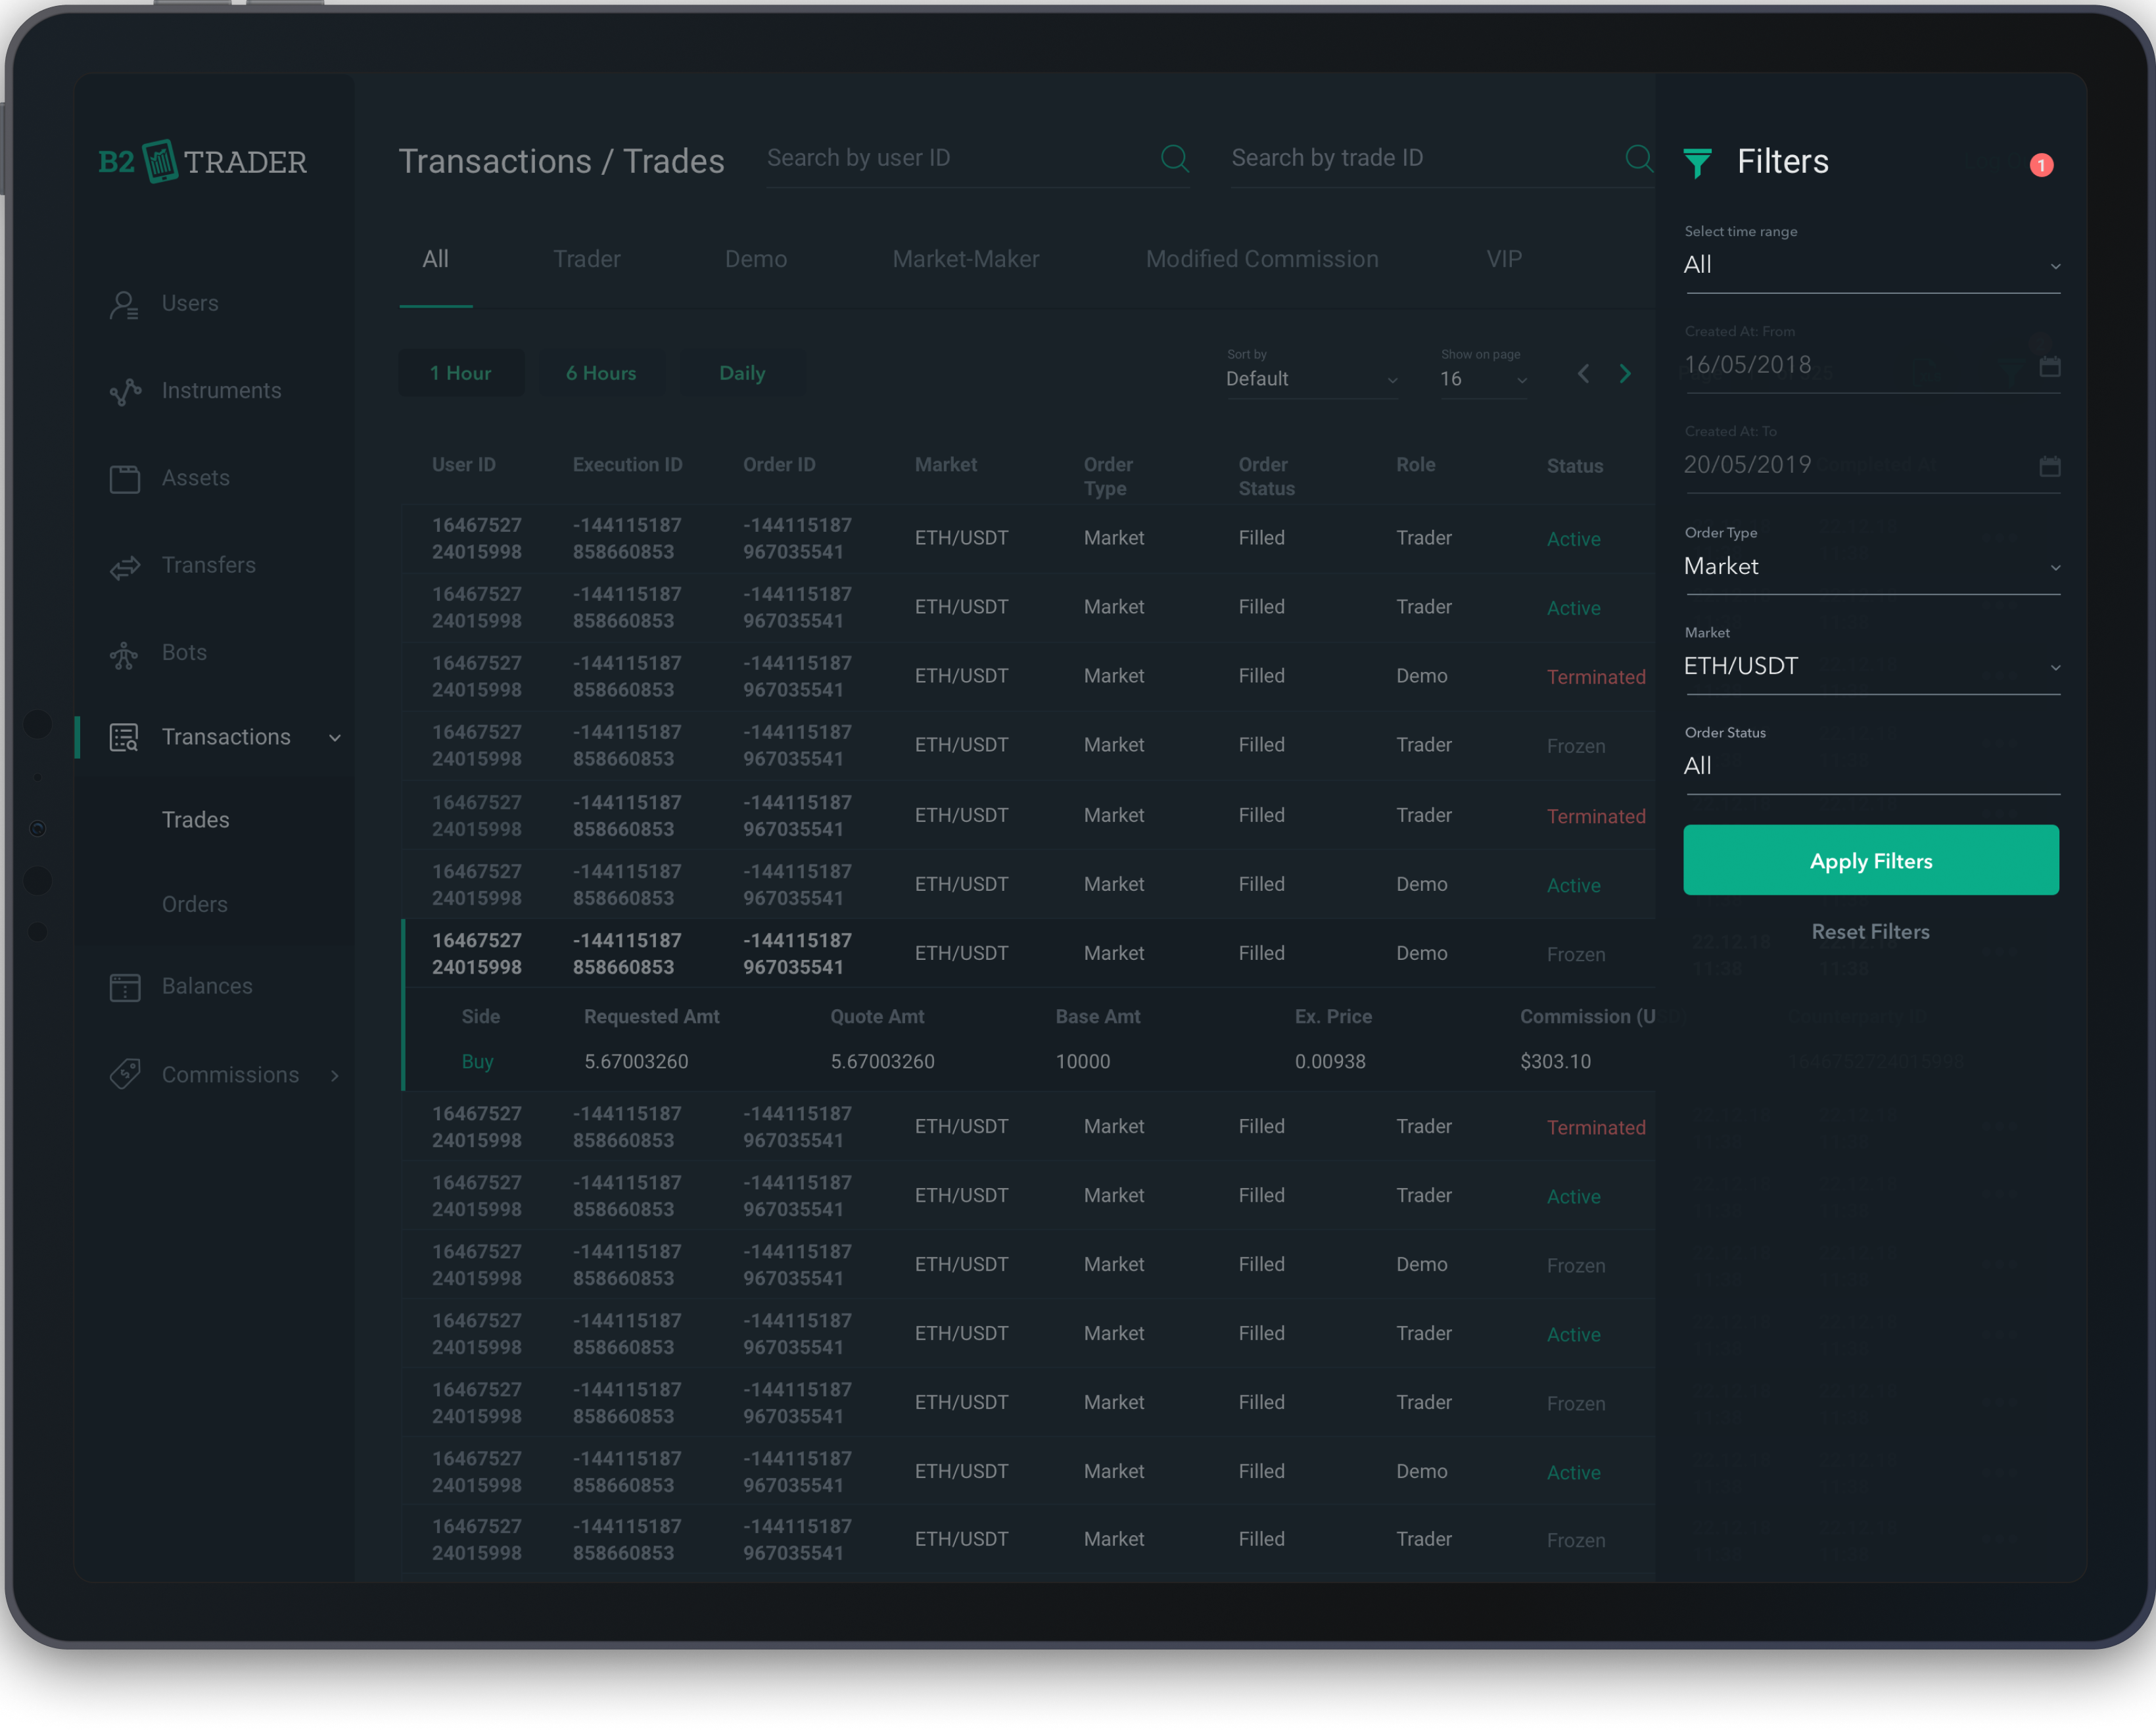 B2 TRADER
Users
Instruments
Assets
Transfers
Bots
Transactions
Trades
Orders
Balances
Commissions
Transactions / Trades
Search by user ID
Search by trade ID
All Trader Demo Market-Maker Modified Commission VIP
1 Hour 6 Hours Daily
Sort by
Default
Show on page
16
User ID Execution ID Order ID Market Order Order Role Status
Type Status
16467527 -144115187 -144115187
24015998 858660853 967035541 ETH/USDT Market Filled Trader Active
16467527 -144115187 -144115187
24015998 858660853 967035541 ETH/USDT Market Filled Trader Active
16467527 -144115187 -144115187
24015998 858660853 967035541 ETH/USDT Market Filled Demo Terminated
16467527 -144115187 -144115187
24015998 858660853 967035541 ETH/USDT Market Filled Trader Frozen
16467527 -144115187 -144115187
24015998 858660853 967035541 ETH/USDT Market Filled Trader Terminated
16467527 -144115187 -144115187
24015998 858660853 967035541 ETH/USDT Market Filled Demo Active
16467527 -144115187 -144115187
24015998 858660853 967035541 ETH/USDT Market Filled Demo Frozen
Side Requested Amt Quote Amt Base Amt Ex. Price Commission (U
Buy 5.67003260 5.67003260 10000 0.00938 $303.10
16467527 -144115187 -144115187
24015998 858660853 967035541 ETH/USDT Market Filled Trader Terminated
16467527 -144115187 -144115187
24015998 858660853 967035541 ETH/USDT Market Filled Trader Active
16467527 -144115187 -144115187
24015998 858660853 967035541 ETH/USDT Market Filled Demo Frozen
16467527 -144115187 -144115187
24015998 858660853 967035541 ETH/USDT Market Filled Trader Active
16467527 -144115187 -144115187
24015998 858660853 967035541 ETH/USDT Market Filled Trader Frozen
16467527 -144115187 -144115187
24015998 858660853 967035541 ETH/USDT Market Filled Demo Active
16467527 -144115187 -144115187
24015998 858660853 967035541 ETH/USDT Market Filled Trader Frozen
Filters 1
Select time range
All
Created At: From
16/05/2018
Created At: To
20/05/2019
Order Type
Market
Market
ETH/USDT
Order Status
All
Apply Filters
Reset Filters
22.12.18
11:38 11:38
Counterparty ID
1646752724015998